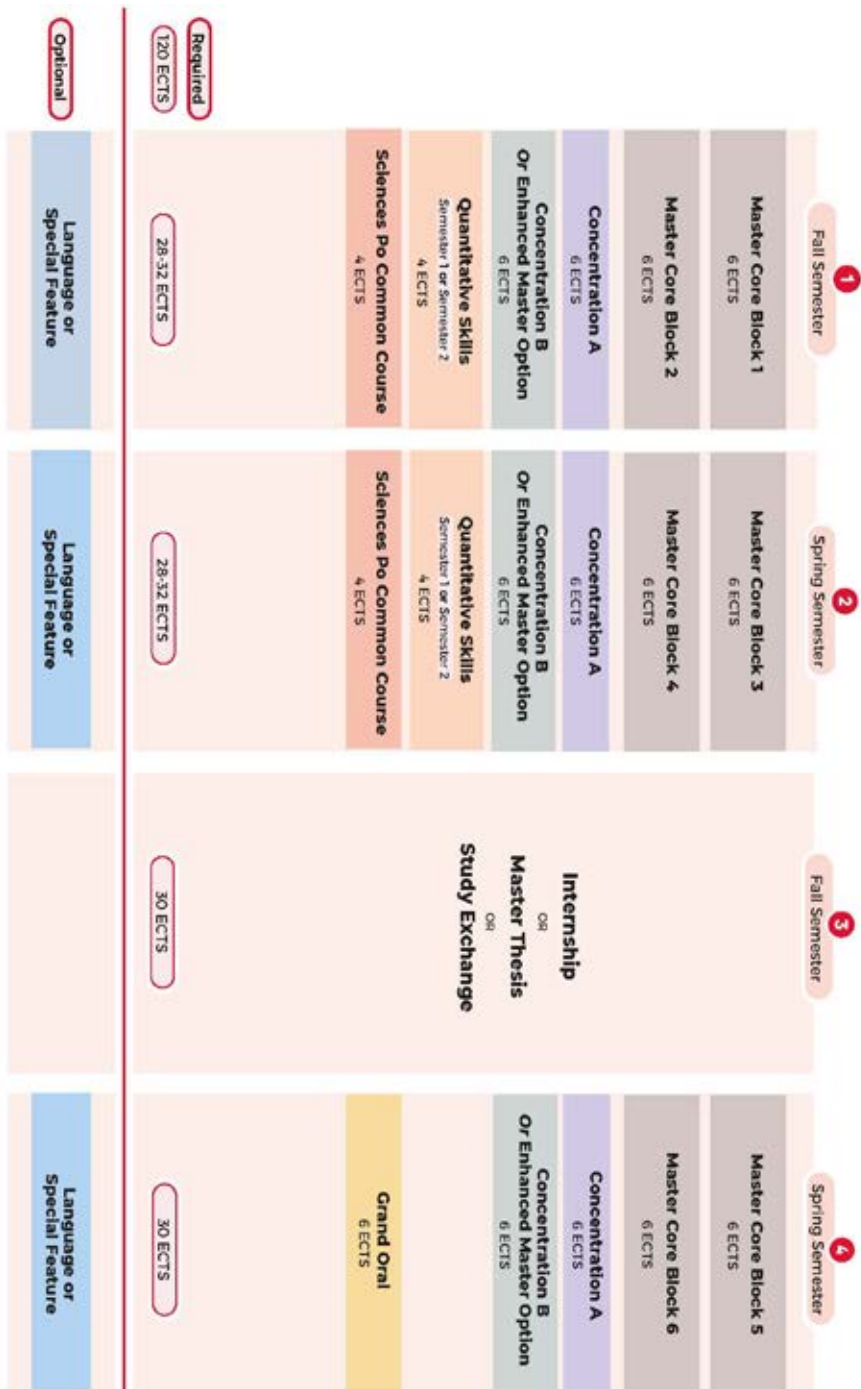 1
Fall Semester
Master Core Block 1
6 ECTS
Master Core Block 2
6 ECTS
Concentration A
6 ECTS
Concentration B
Or Enhanced Master Option
6 ECTS
Quantitative Skills
Semester 1 or Semester 2
4 ECTS
Sciences Po Common Course
4 ECTS
28-32 ECTS
Language or
Special Feature
2
Spring Semester
Master Core Block 3
6 ECTS
Master Core Block 4
6 ECTS
Concentration A
6 ECTS
Concentration B
Or Enhanced Master Option
6 ECTS
Quantitative Skills
Semester 1 or Semester 2
4 ECTS
Sciences Po Common Course
4 ECTS
28-32 ECTS
Language or
Special Feature
3
Fall Semester
Internship
OR
Master Thesis
OR
Study Exchange
30 ECTS
4
Spring Semester
Master Core Block 5
6 ECTS
Master Core Block 6
6 ECTS
Concentration A
6 ECTS
Concentration B
Or Enhanced Master Option
6 ECTS
Grand Oral
6 ECTS
30 ECTS
Language or
Special Feature
Required
120 ECTS
Optional